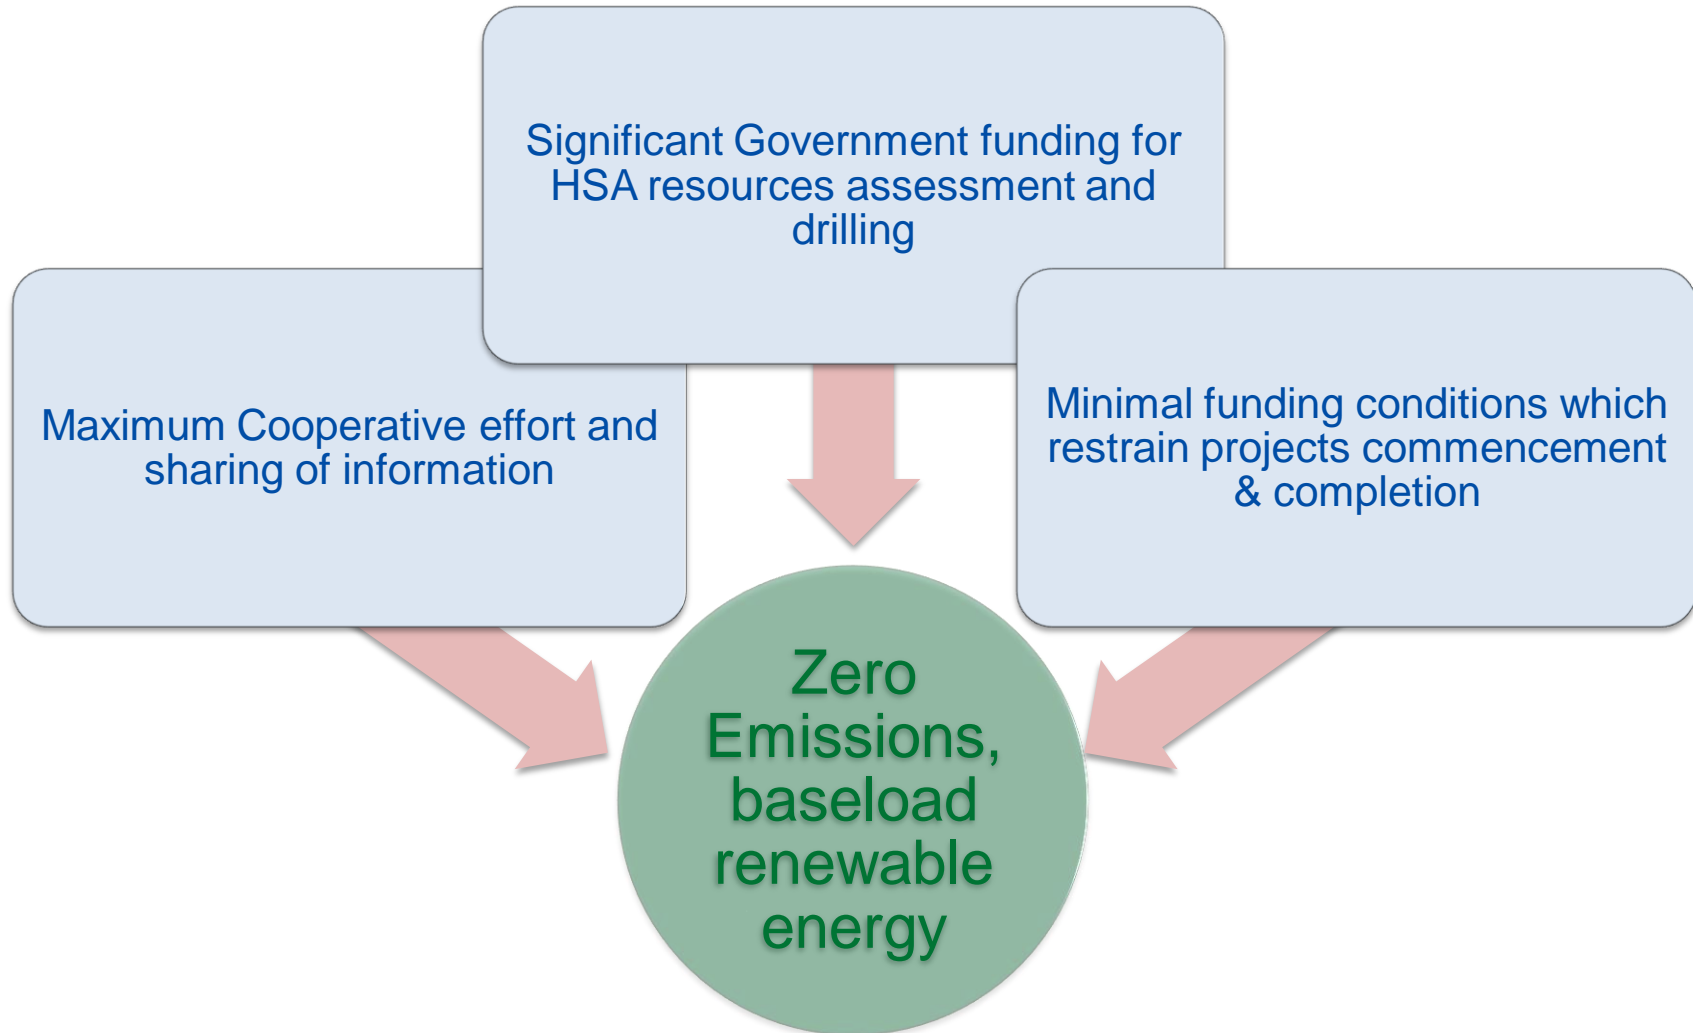 Significant Government funding for
HSA resources assessment and
drilling
Maximum Cooperative effort and
sharing of information
Minimal funding conditions which
restrain projects commencement
& completion
Zero
Emissions,
baseload
renewable
energy